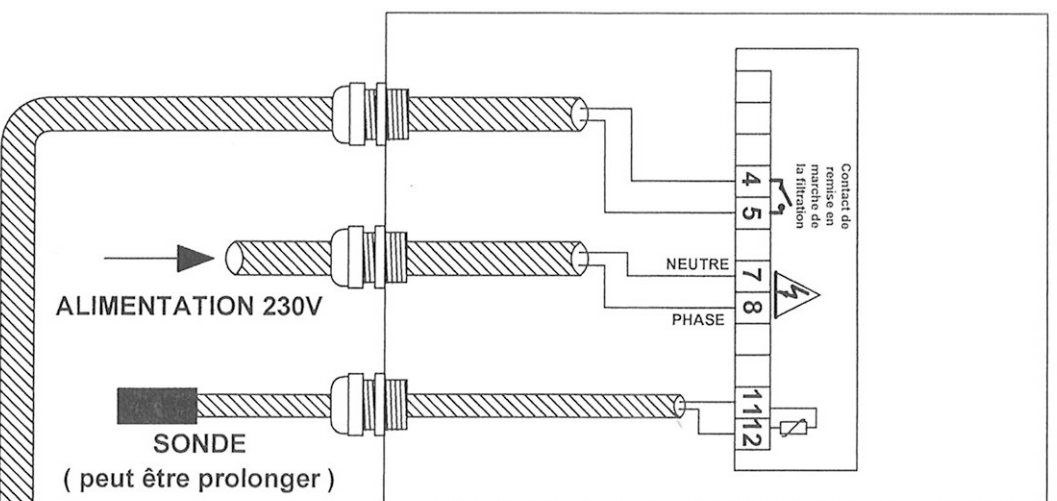 Contact de
remise en
marche de
la filtration
4
5
NEUTRE
7
8
PHASE
ALIMENTATION 230V
11
12
SONDE
( peut être prolonger )